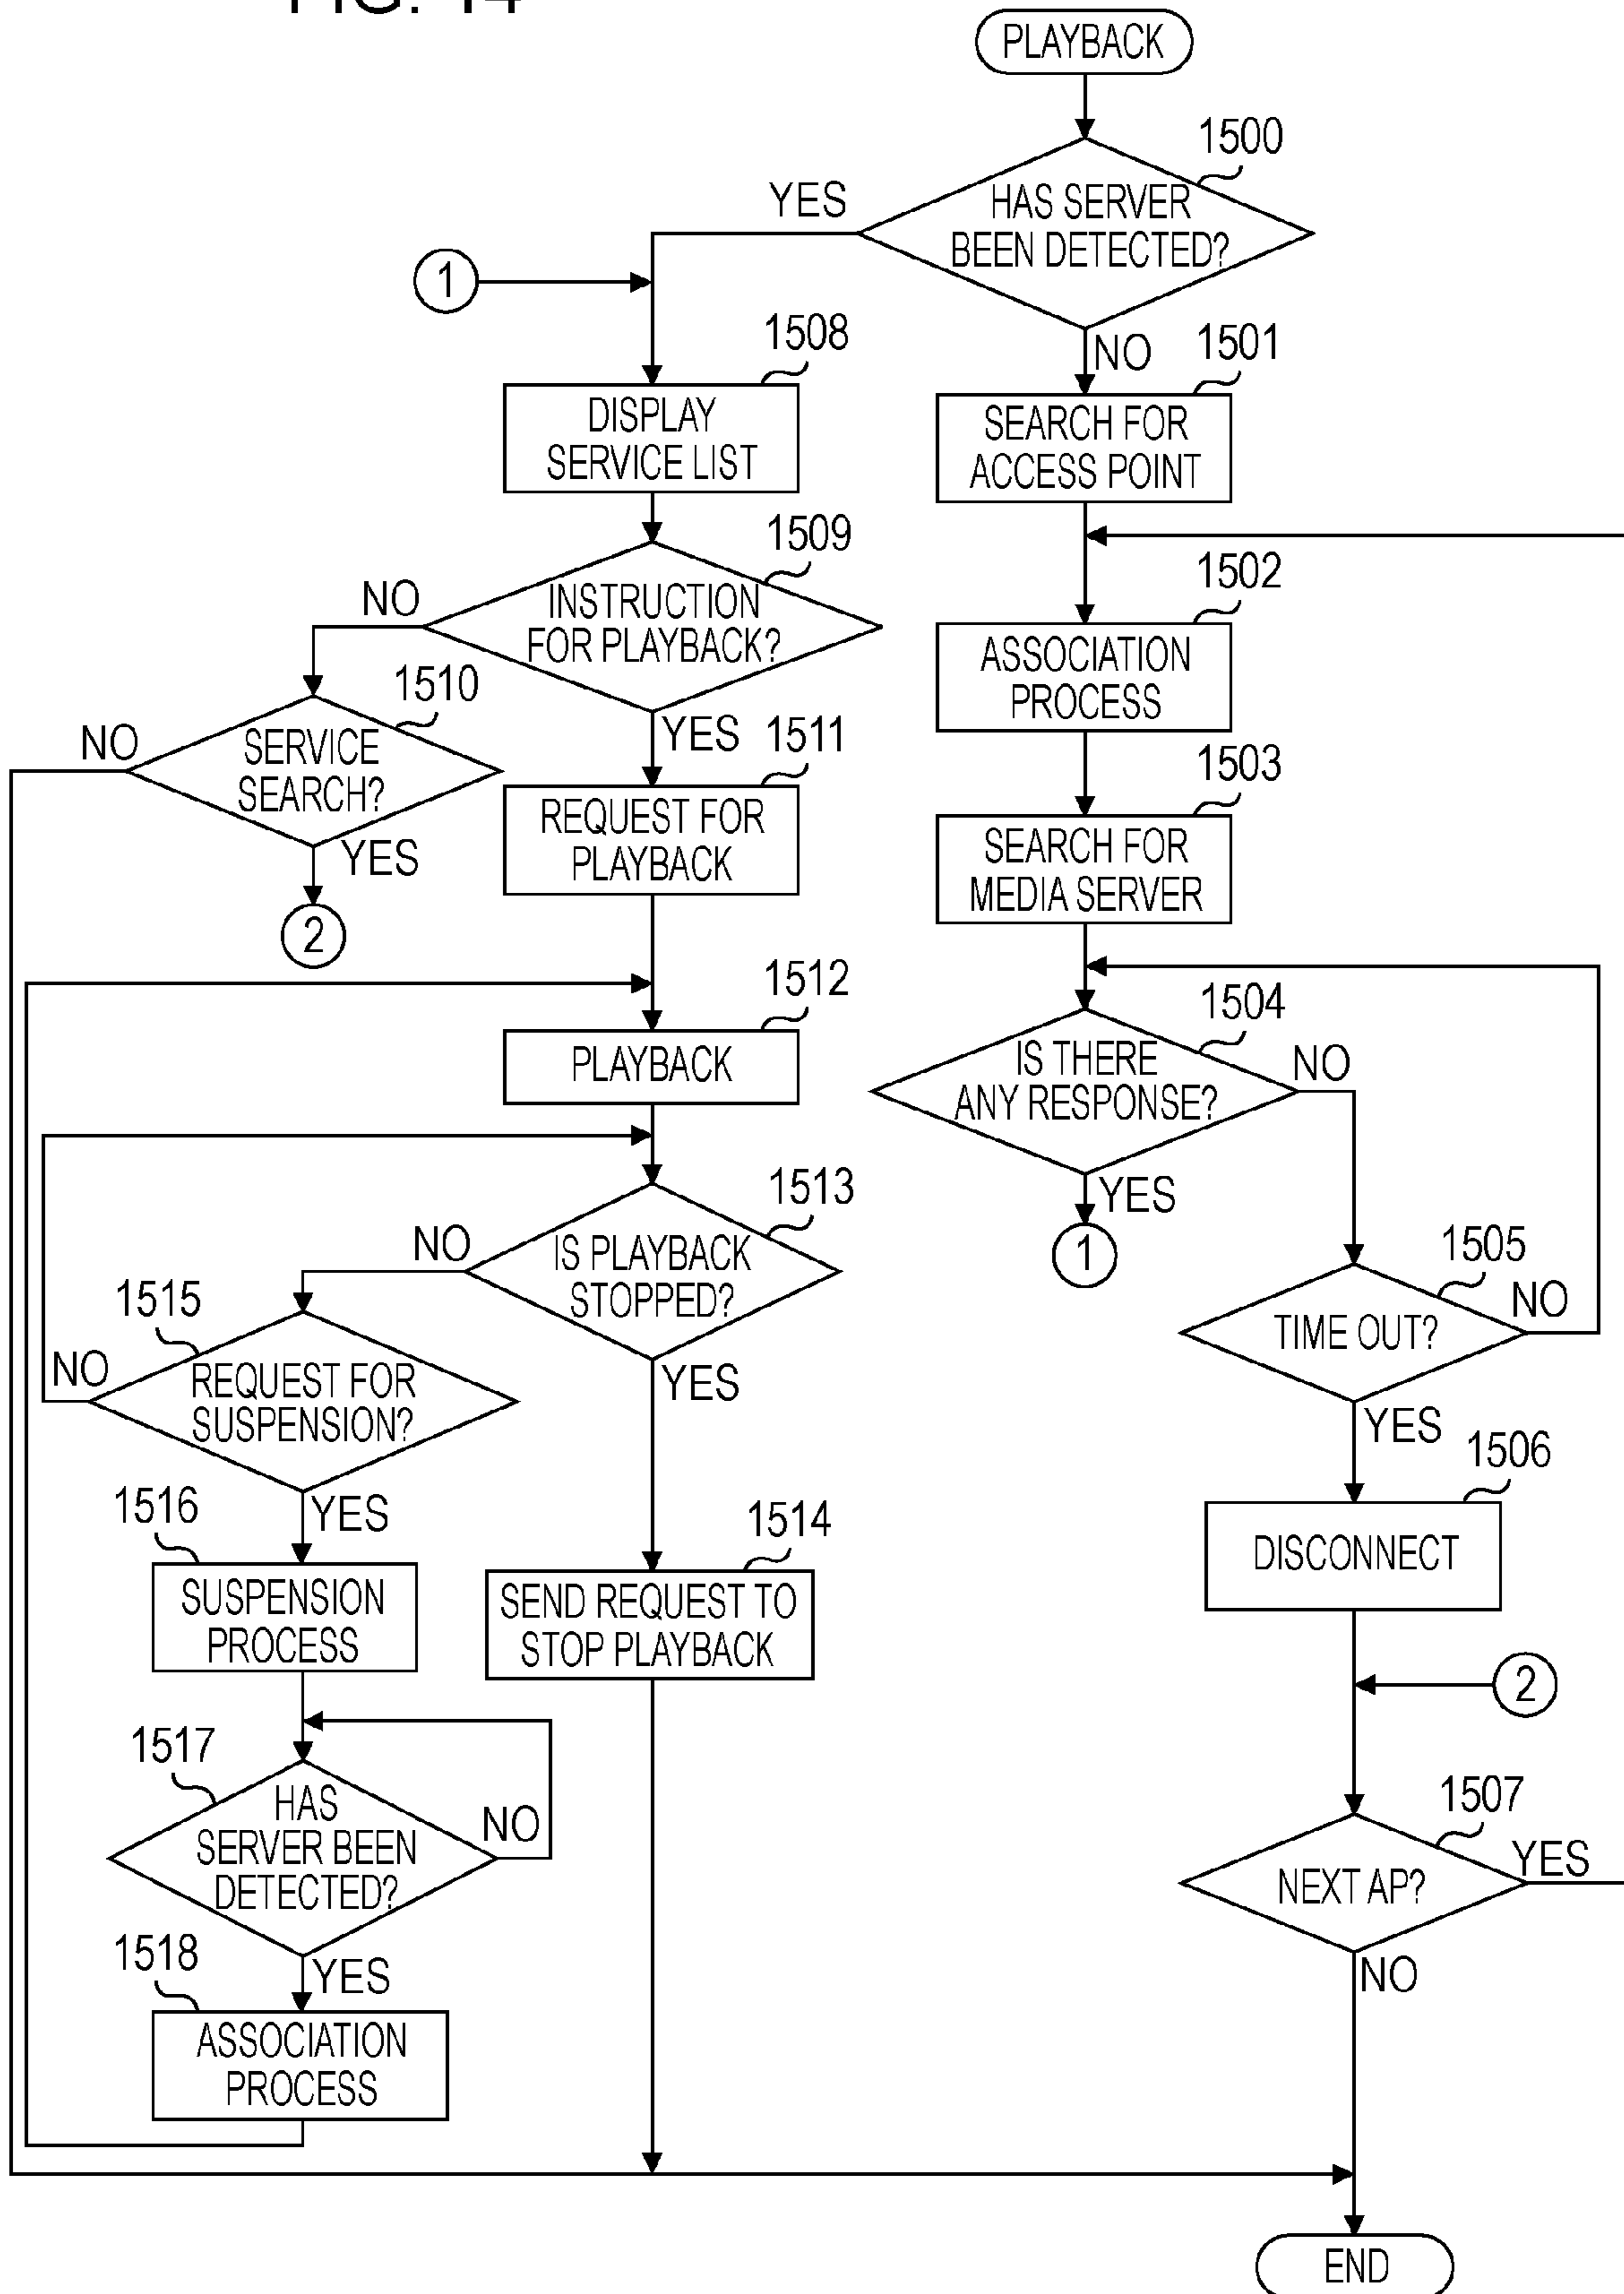 FIG. 14
PLAYBACK
1500
HAS SERVER
BEEN DETECTED?
YES
NO
1
1508
DISPLAY
SERVICE LIST
1501
SEARCH FOR
ACCESS POINT
1509
INSTRUCTION
FOR PLAYBACK?
NO
YES
1502
ASSOCIATION
PROCESS
1510
SERVICE
SEARCH?
NO
YES
2
1511
REQUEST FOR
PLAYBACK
1503
SEARCH FOR
MEDIA SERVER
1512
PLAYBACK
1504
IS THERE
ANY RESPONSE?
NO
YES
1
1513
IS PLAYBACK
STOPPED?
NO
YES
1505
TIME OUT?
NO
YES
1515
REQUEST FOR
SUSPENSION?
NO
YES
1506
DISCONNECT
1516
SUSPENSION
PROCESS
1514
SEND REQUEST TO
STOP PLAYBACK
2
1517
HAS
SERVER BEEN
DETECTED?
NO
YES
1507
NEXT AP?
YES
NO
1518
ASSOCIATION
PROCESS
END